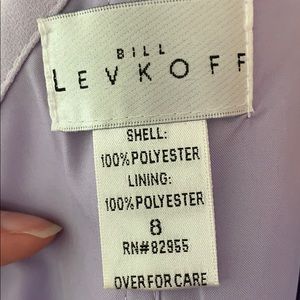 BILL
LEVKOFF
SHELL:
100% POLYESTER
LINING:
100% POLYESTER
8
RN#82955
OVER FOR CARE